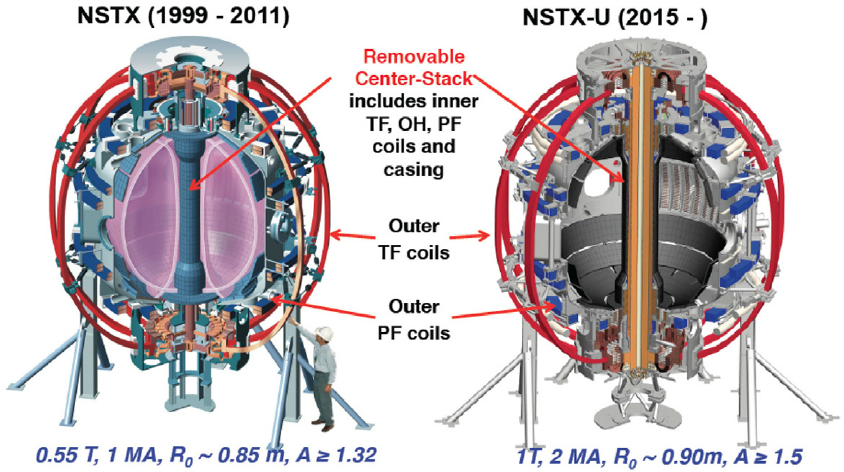 NSTX (1999 - 2011)
NSTX-U (2015 - )
Removable
Center-Stack
includes inner
TF, OH, PF
coils and
casing
Outer
TF coils
Outer
PF coils
0.55 T, 1 MA, R₀ ~ 0.85 m, A ≥ 1.32
1T, 2 MA, R₀ ~ 0.90m, A ≥ 1.5